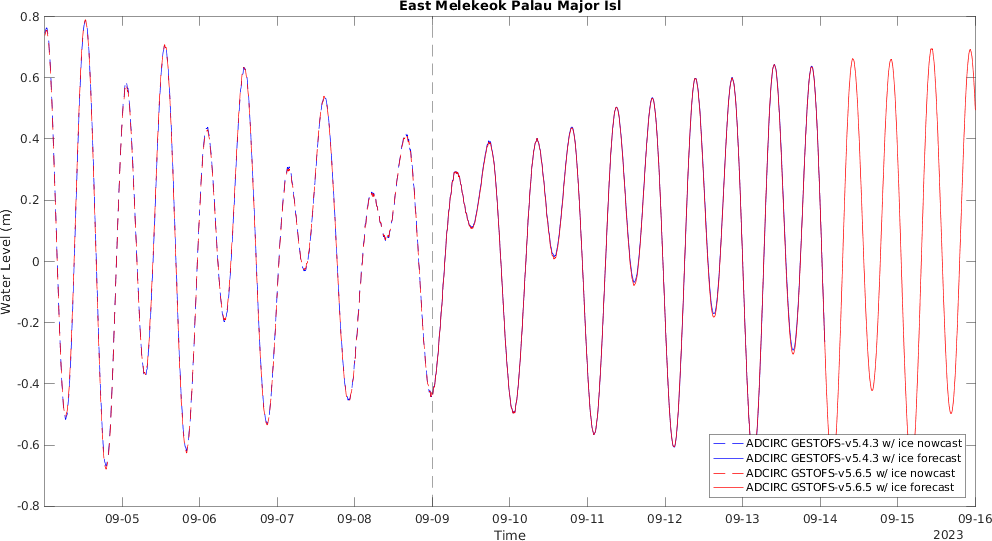 East Melekeok Palau Major Isl
0.8
0.6
0.4
0.2
0
-0.2
-0.4
-0.6
-0.8
Water Level (m)
ADCIRC GESTOFS-v5.4.3 w/ ice nowcast
ADCIRC GESTOFS-v5.4.3 w/ ice forecast
ADCIRC GSTOFS-v5.6.5 w/ ice nowcast
ADCIRC GSTOFS-v5.6.5 w/ ice forecast
09-05 09-06 09-07 09-08 09-09 09-10 09-11 09-12 09-13 09-14 09-15 09-16
Time
2023